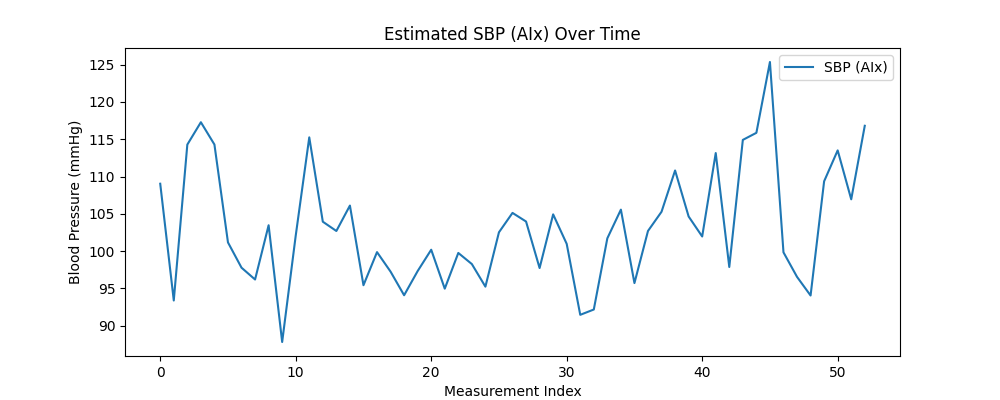 Estimated SBP (AIx) Over Time
SBP (AIx)
Blood Pressure (mmHg)
125
120
115
110
105
100
95
90
0 10 20 30 40 50
Measurement Index